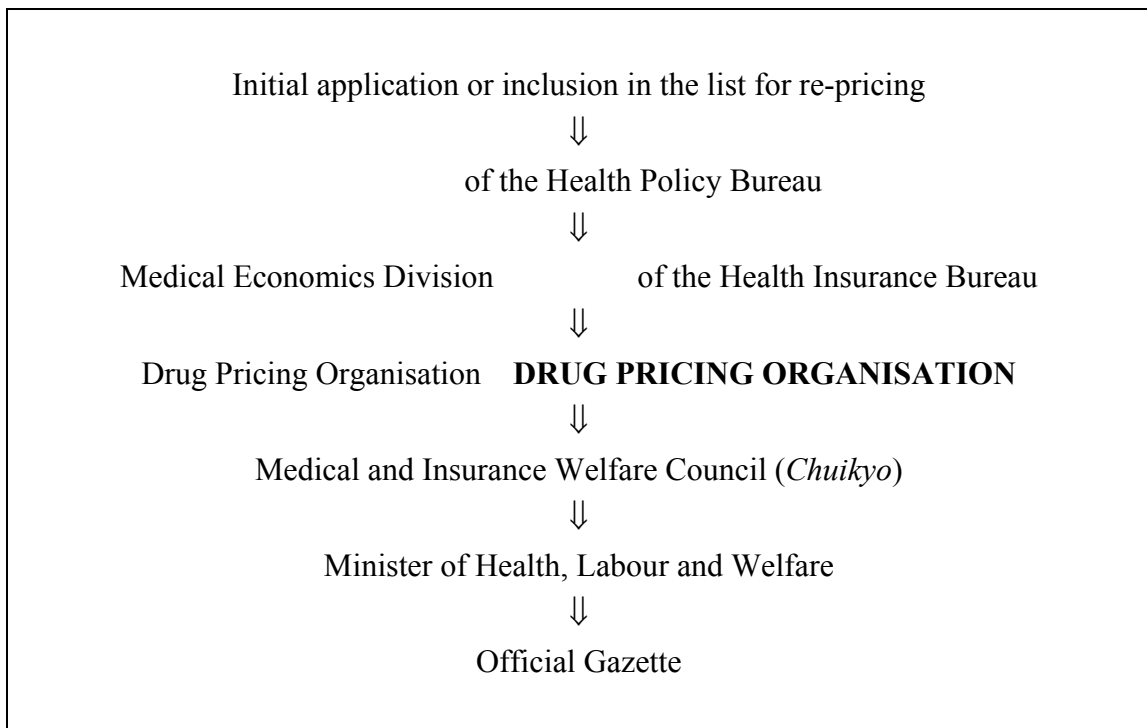 Initial application or inclusion in the list for re-pricing
⇓
of the Health Policy Bureau
⇓
Medical Economics Division of the Health Insurance Bureau
⇓
Drug Pricing Organisation DRUG PRICING ORGANISATION
⇓
Medical and Insurance Welfare Council (Chuikyo)
⇓
Minister of Health, Labour and Welfare
⇓
Official Gazette